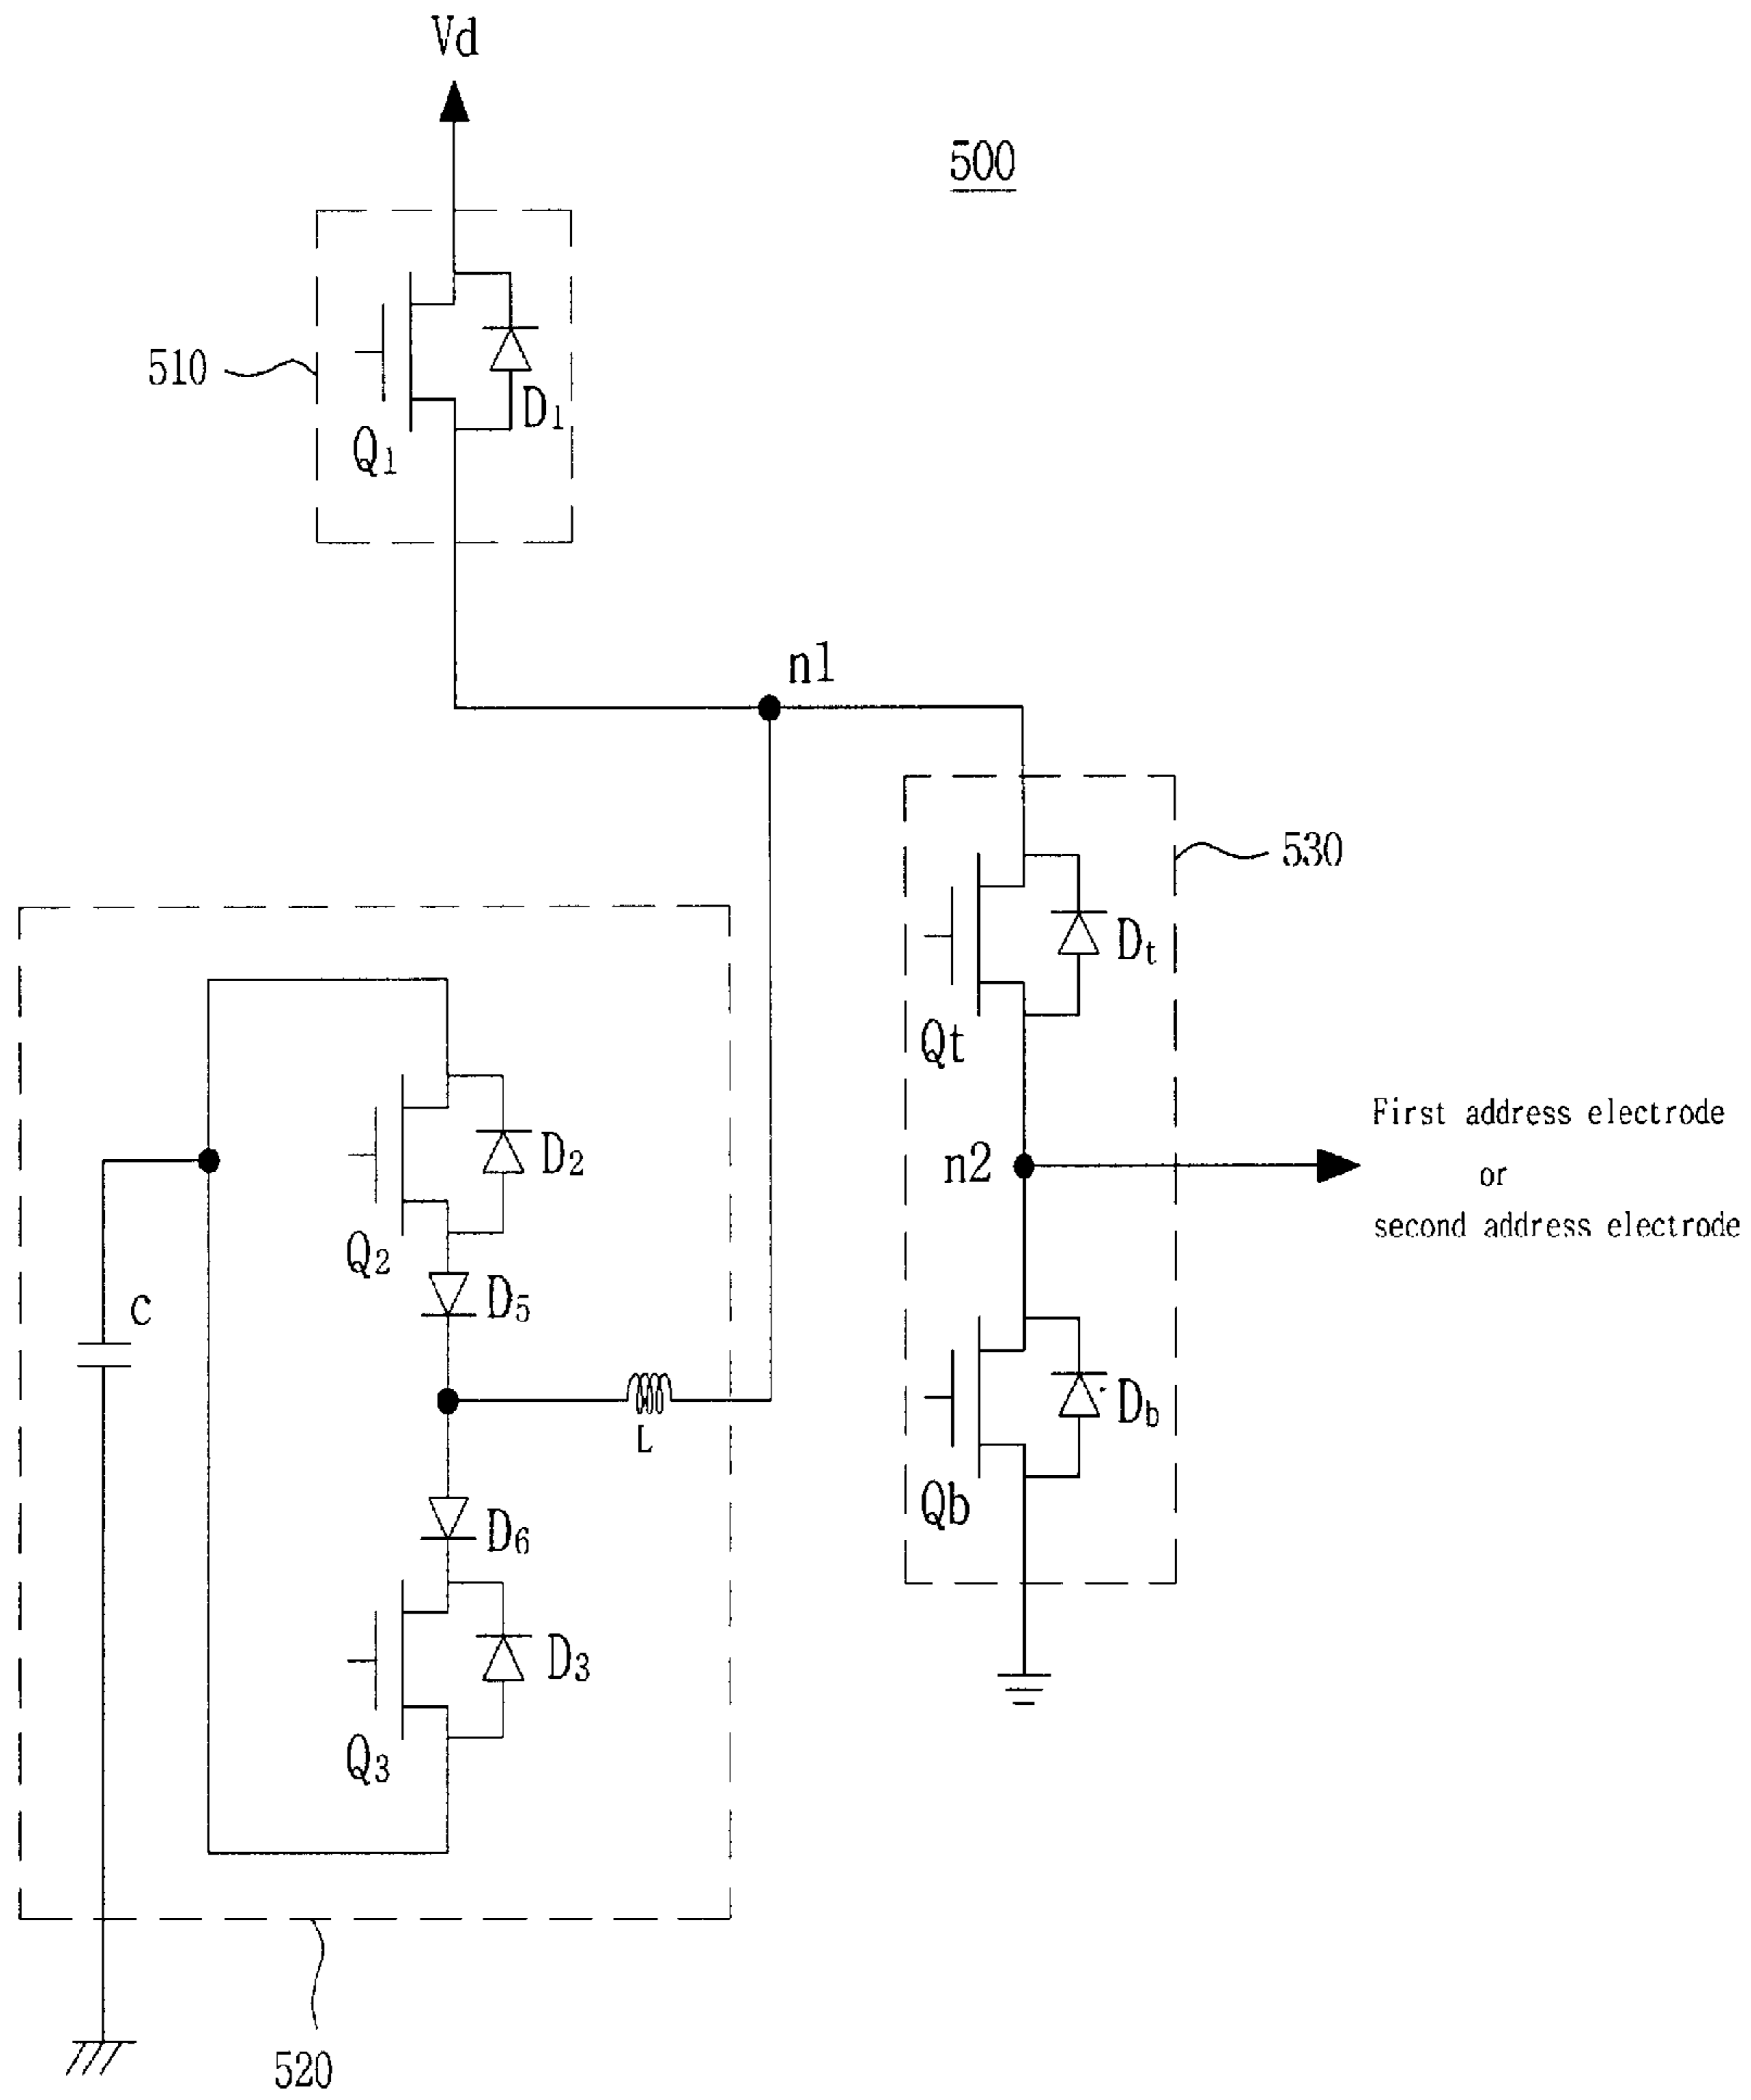 Vd
500
510
Q1
D1
n1
530
Dt
Qt
First address electrode
or
second address electrode
n2
D2
Q2
D5
C
L
Db
Qb
D6
D3
Q3
520